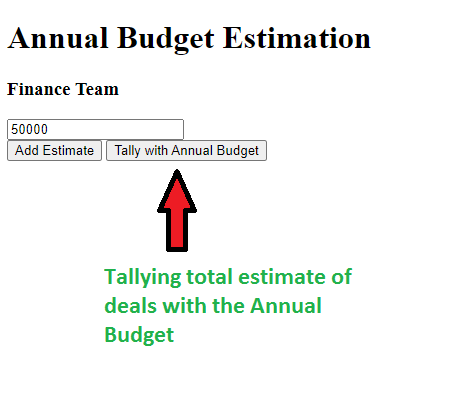 Annual Budget Estimation
Finance Team
50000
Add Estimate Tally with Annual Budget
Tallying total estimate of
deals with the Annual
Budget